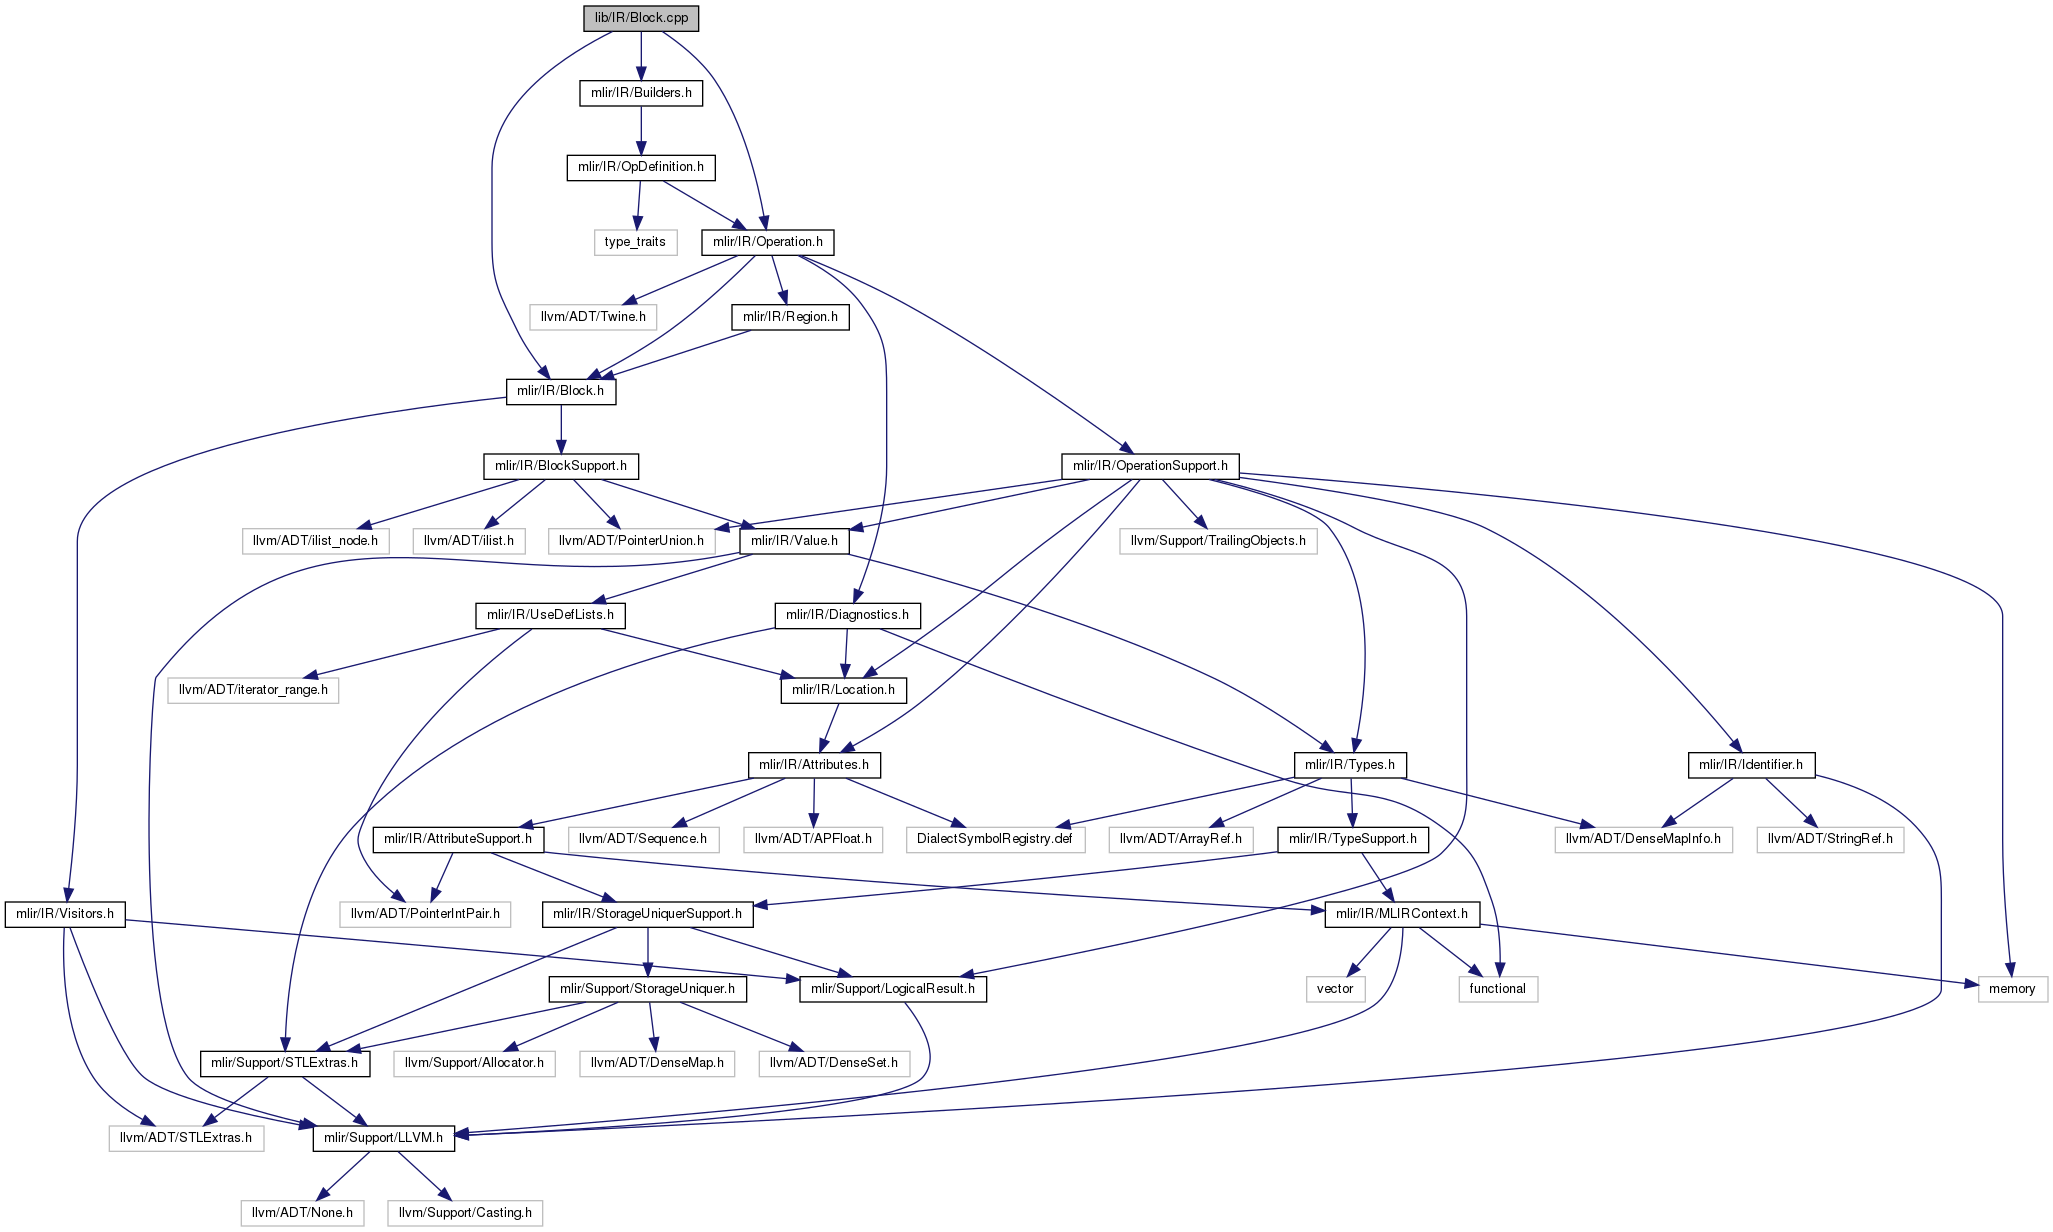 lib/IR/Block.cpp
mlir/IR/Builders.h
mlir/IR/OpDefinition.h
type_traits
mlir/IR/Operation.h
llvm/ADT/Twine.h
mlir/IR/Region.h
mlir/IR/Block.h
mlir/IR/BlockSupport.h
mlir/IR/OperationSupport.h
llvm/ADT/ilist_node.h
llvm/ADT/ilist.h
llvm/ADT/PointerUnion.h
mlir/IR/Value.h
llvm/Support/TrailingObjects.h
mlir/IR/UseDefLists.h
mlir/IR/Diagnostics.h
llvm/ADT/iterator_range.h
mlir/IR/Location.h
mlir/IR/Attributes.h
mlir/IR/Types.h
mlir/IR/Identifier.h
mlir/IR/AttributeSupport.h
llvm/ADT/Sequence.h
llvm/ADT/APFloat.h
DialectSymbolRegistry.def
llvm/ADT/ArrayRef.h
mlir/IR/TypeSupport.h
llvm/ADT/DenseMapInfo.h
llvm/ADT/StringRef.h
mlir/IR/Visitors.h
llvm/ADT/PointerIntPair.h
mlir/IR/StorageUniquerSupport.h
mlir/IR/MLIRContext.h
mlir/Support/StorageUniquer.h
mlir/Support/LogicalResult.h
vector
functional
memory
mlir/Support/STLExtras.h
llvm/Support/Allocator.h
llvm/ADT/DenseMap.h
llvm/ADT/DenseSet.h
llvm/ADT/STLExtras.h
mlir/Support/LLVM.h
llvm/ADT/None.h
llvm/Support/Casting.h